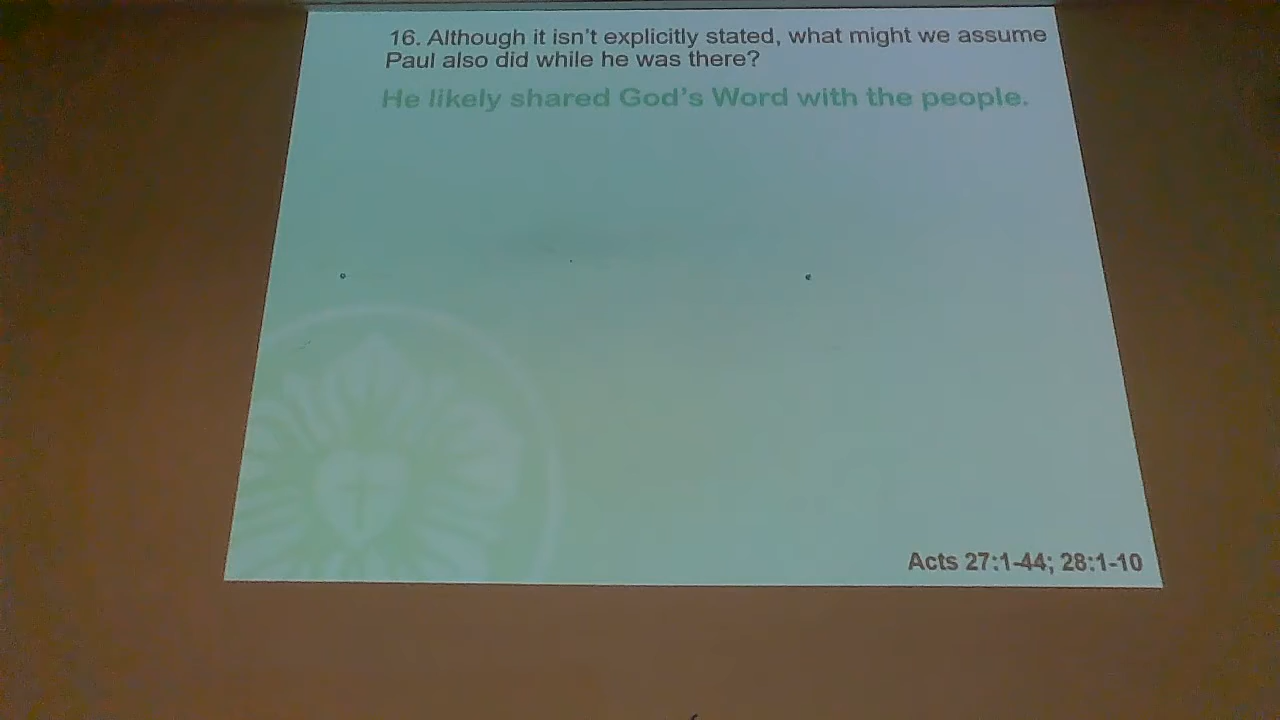 16. Although it isn't explicitly stated, what might we assume
Paul also did while he was there?
He likely shared God's Word with the people.
Acts 27:1-44; 28:1-10